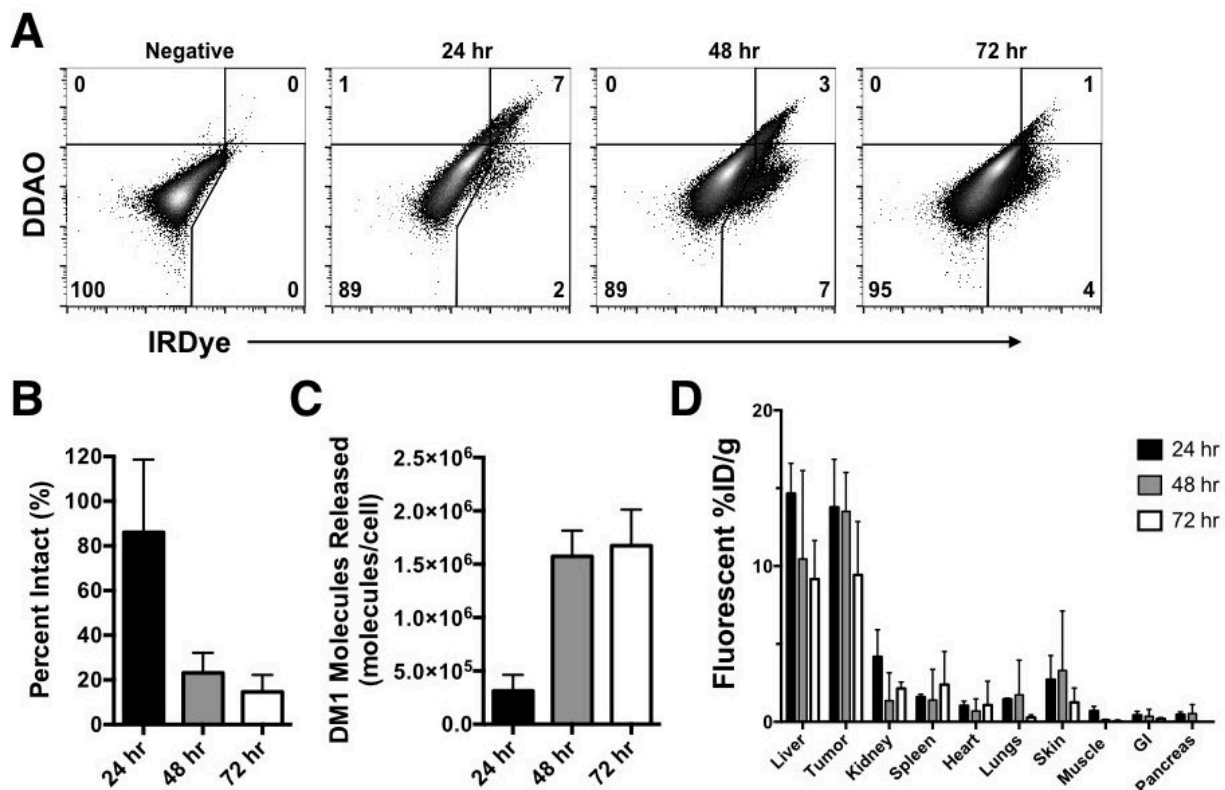 A
Negative
24 hr
48 hr
72 hr
0 0
1 7
0 3
0 1
100 0
89 2
89 7
95 4
DDAO
IRDye
B
Percent Intact (%)
120
100
80
60
40
20
0
24 hr
48 hr
72 hr
C
DM1 Molecules Released
(molecules/cell)
2.5×10⁶
2.0×10⁶
1.5×10⁶
1.0×10⁶
5.0×10⁵
0.0
24 hr
48 hr
72 hr
D
Fluorescent %ID/g
20
10
0
24 hr
48 hr
72 hr
Liver
Tumor
Kidney
Spleen
Heart
Lungs
Skin
Muscle
GI
Pancreas